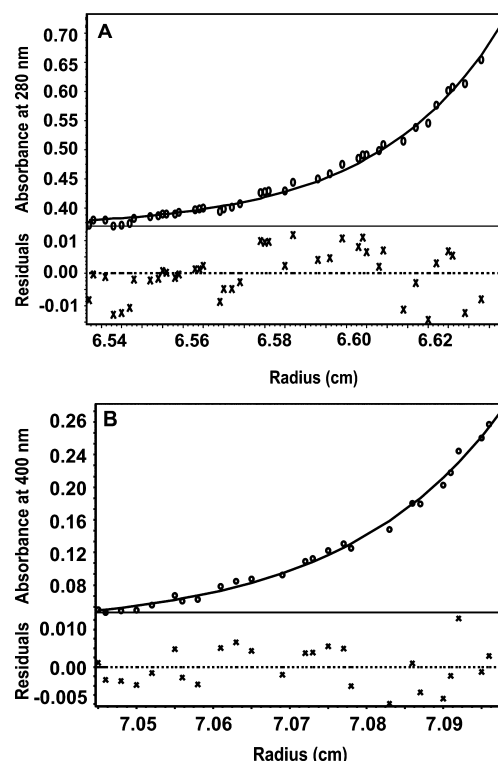 A
Absorbance at 280 nm
0.70
0.65
0.60
0.55
0.50
0.45
0.40
Residuals
0.01
0.00
-0.01
6.54 6.56 6.58 6.60 6.62
Radius (cm)
B
Absorbance at 400 nm
0.26
0.24
0.20
0.16
0.12
0.08
Residuals
0.010
0.00
-0.005
7.05 7.06 7.07 7.08 7.09
Radius (cm)